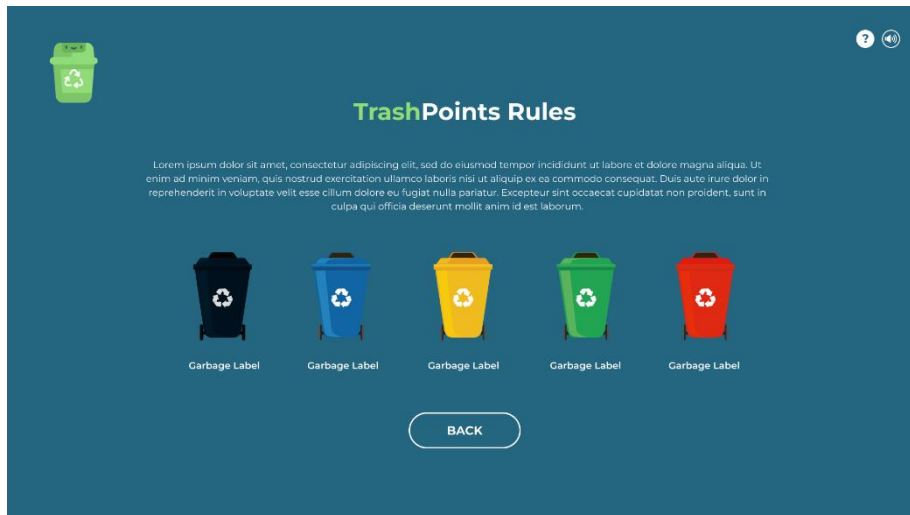 ?
TrashPoints Rules
Lorem ipsum dolor sit amet, consectetur adipiscing elit, sed do eiusmod tempor incididunt ut labore et dolore magna aliqua. Ut
enim ad minim veniam, quis nostrud exercitation ullamco laboris nisi ut aliquip ex ea commodo consequat. Duis aute irure dolor in
reprehenderit in voluptate velit esse cillum dolore eu fugiat nulla pariatur. Excepteur sint occaecat cupidatat non proident, sunt in
culpa qui officia deserunt mollit anim id est laborum.
Garbage Label Garbage Label Garbage Label Garbage Label Garbage Label
BACK